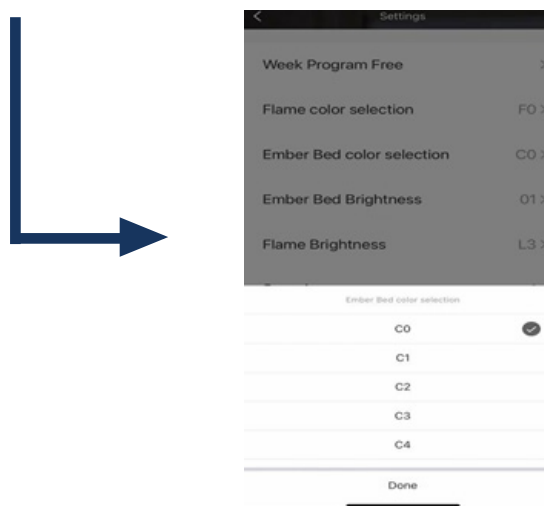 Settings
Week Program Free
Flame color selection F0
Ember Bed color selection C0
Ember Bed Brightness 01
Flame Brightness L3
Ember Bed color selection
C0
C1
C2
C3
C4
Done